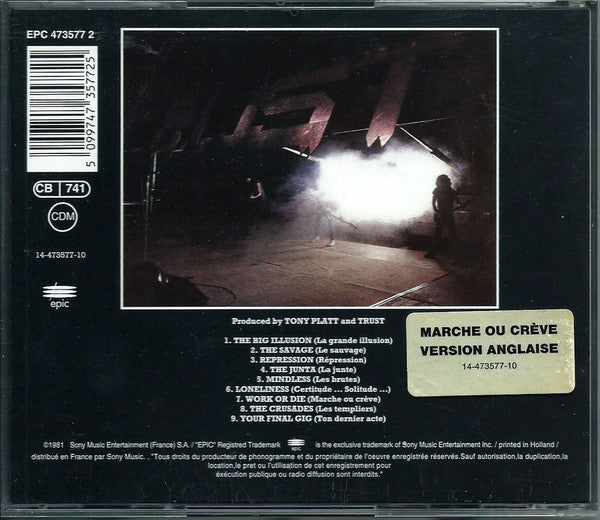 EPC 473577 2
5 099747 357725
CB 741
CDM
14-473577-10
epic
UST
Produced by TONY PLATT and TRUST
1. THE BIG ILLUSION (La grande illusion)
2. THE SAVAGE (Le sauvage)
3. REPRESSION (Répression)
4. THE JUNTA (La junte)
5. MINDLESS (Les brutes)
6. LONELINESS (Certitude ... Solitude ...)
7. WORK OR DIE (Marche ou crève)
8. THE CRUSADES (Les templiers)
9. YOUR FINAL GIG (Ton dernier acte)
MARCHE OU CRÈVE
VERSION ANGLAISE
14-473577-10
©1981 Sony Music Entertainment (France) S.A. / "EPIC" Registred Trademark epic is the exclusive trademark of Sony Music Entertainment Inc. / printed in Holland /
distribué en France par Sony Music. , "Tous droits du producteur de phonogramme et du propriétaire de l'oeuvre enregistrée réservés.Sauf autorisation,la duplication,la
location,le pret ou l'utilisation de cet enregistrement pour
éxécution publique ou radio diffusion sont interdits."